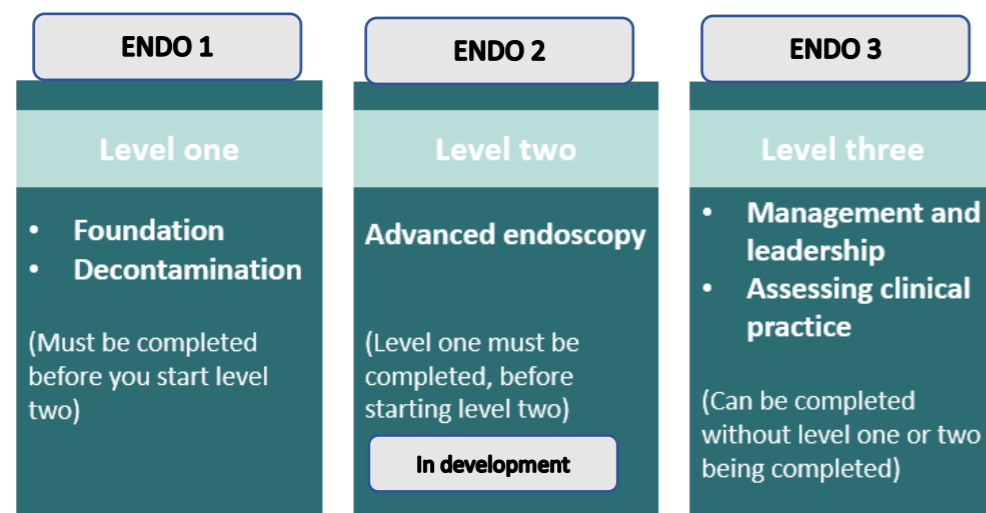 ENDO 1
Level one
• Foundation
• Decontamination
(Must be completed
before you start level
two)
ENDO 2
Level two
Advanced endoscopy
(Level one must be
completed, before
starting level two)
In development
ENDO 3
Level three
• Management and
leadership
• Assessing clinical
practice
(Can be completed
without level one or two
being completed)